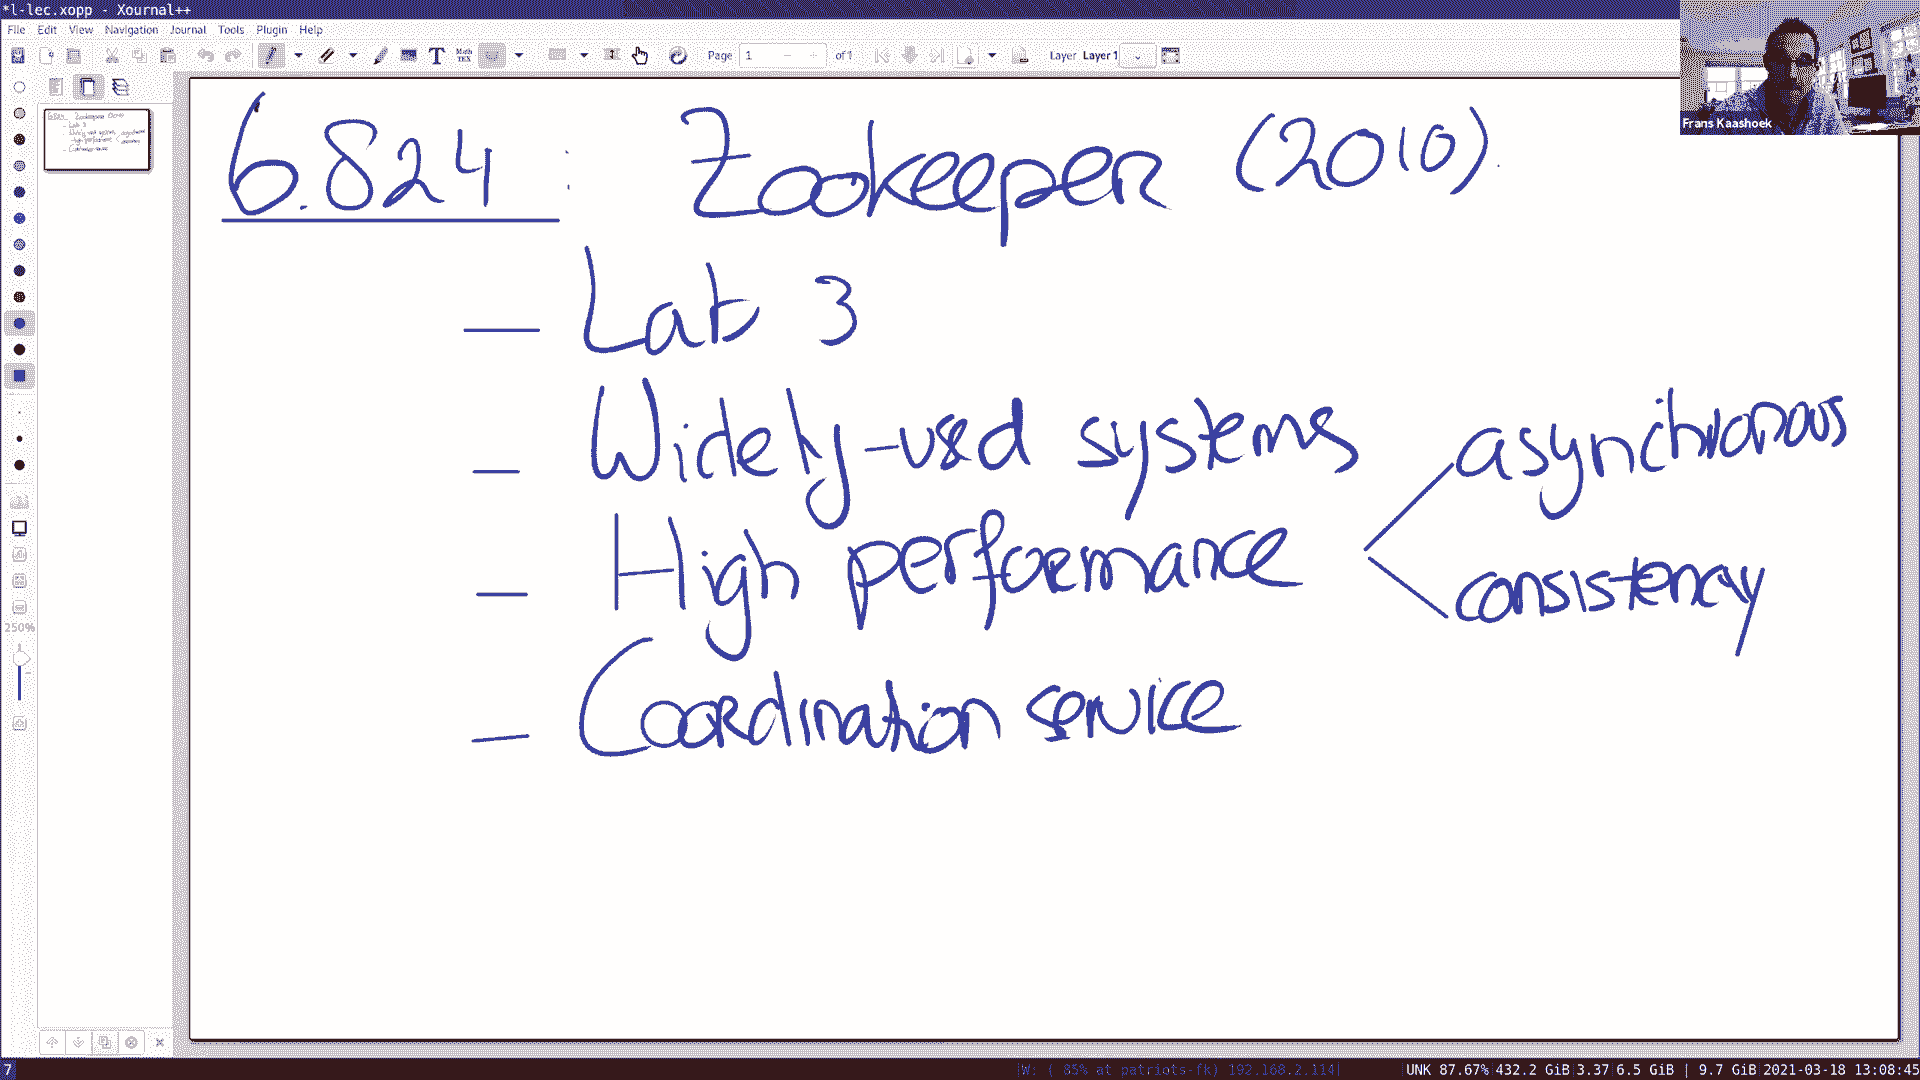 *l-lec.xopp - Xournal++
File Edit View Navigation Journal Tools Plugin Help
Page 1 of 1 Layer Layer 1
Frans Kaashoek
6.824 : Zookeeper (2010).
— Lab 3
— Widely-used systems
asynchronous
— High performance
consistency
— Coordination service
250%
7 W: ( 85% at patriots-fk) 192.168.2.114 UNK 87.67% 432.2 GiB 3.37 6.5 GiB | 9.7 GiB 2021-03-18 13:08:45